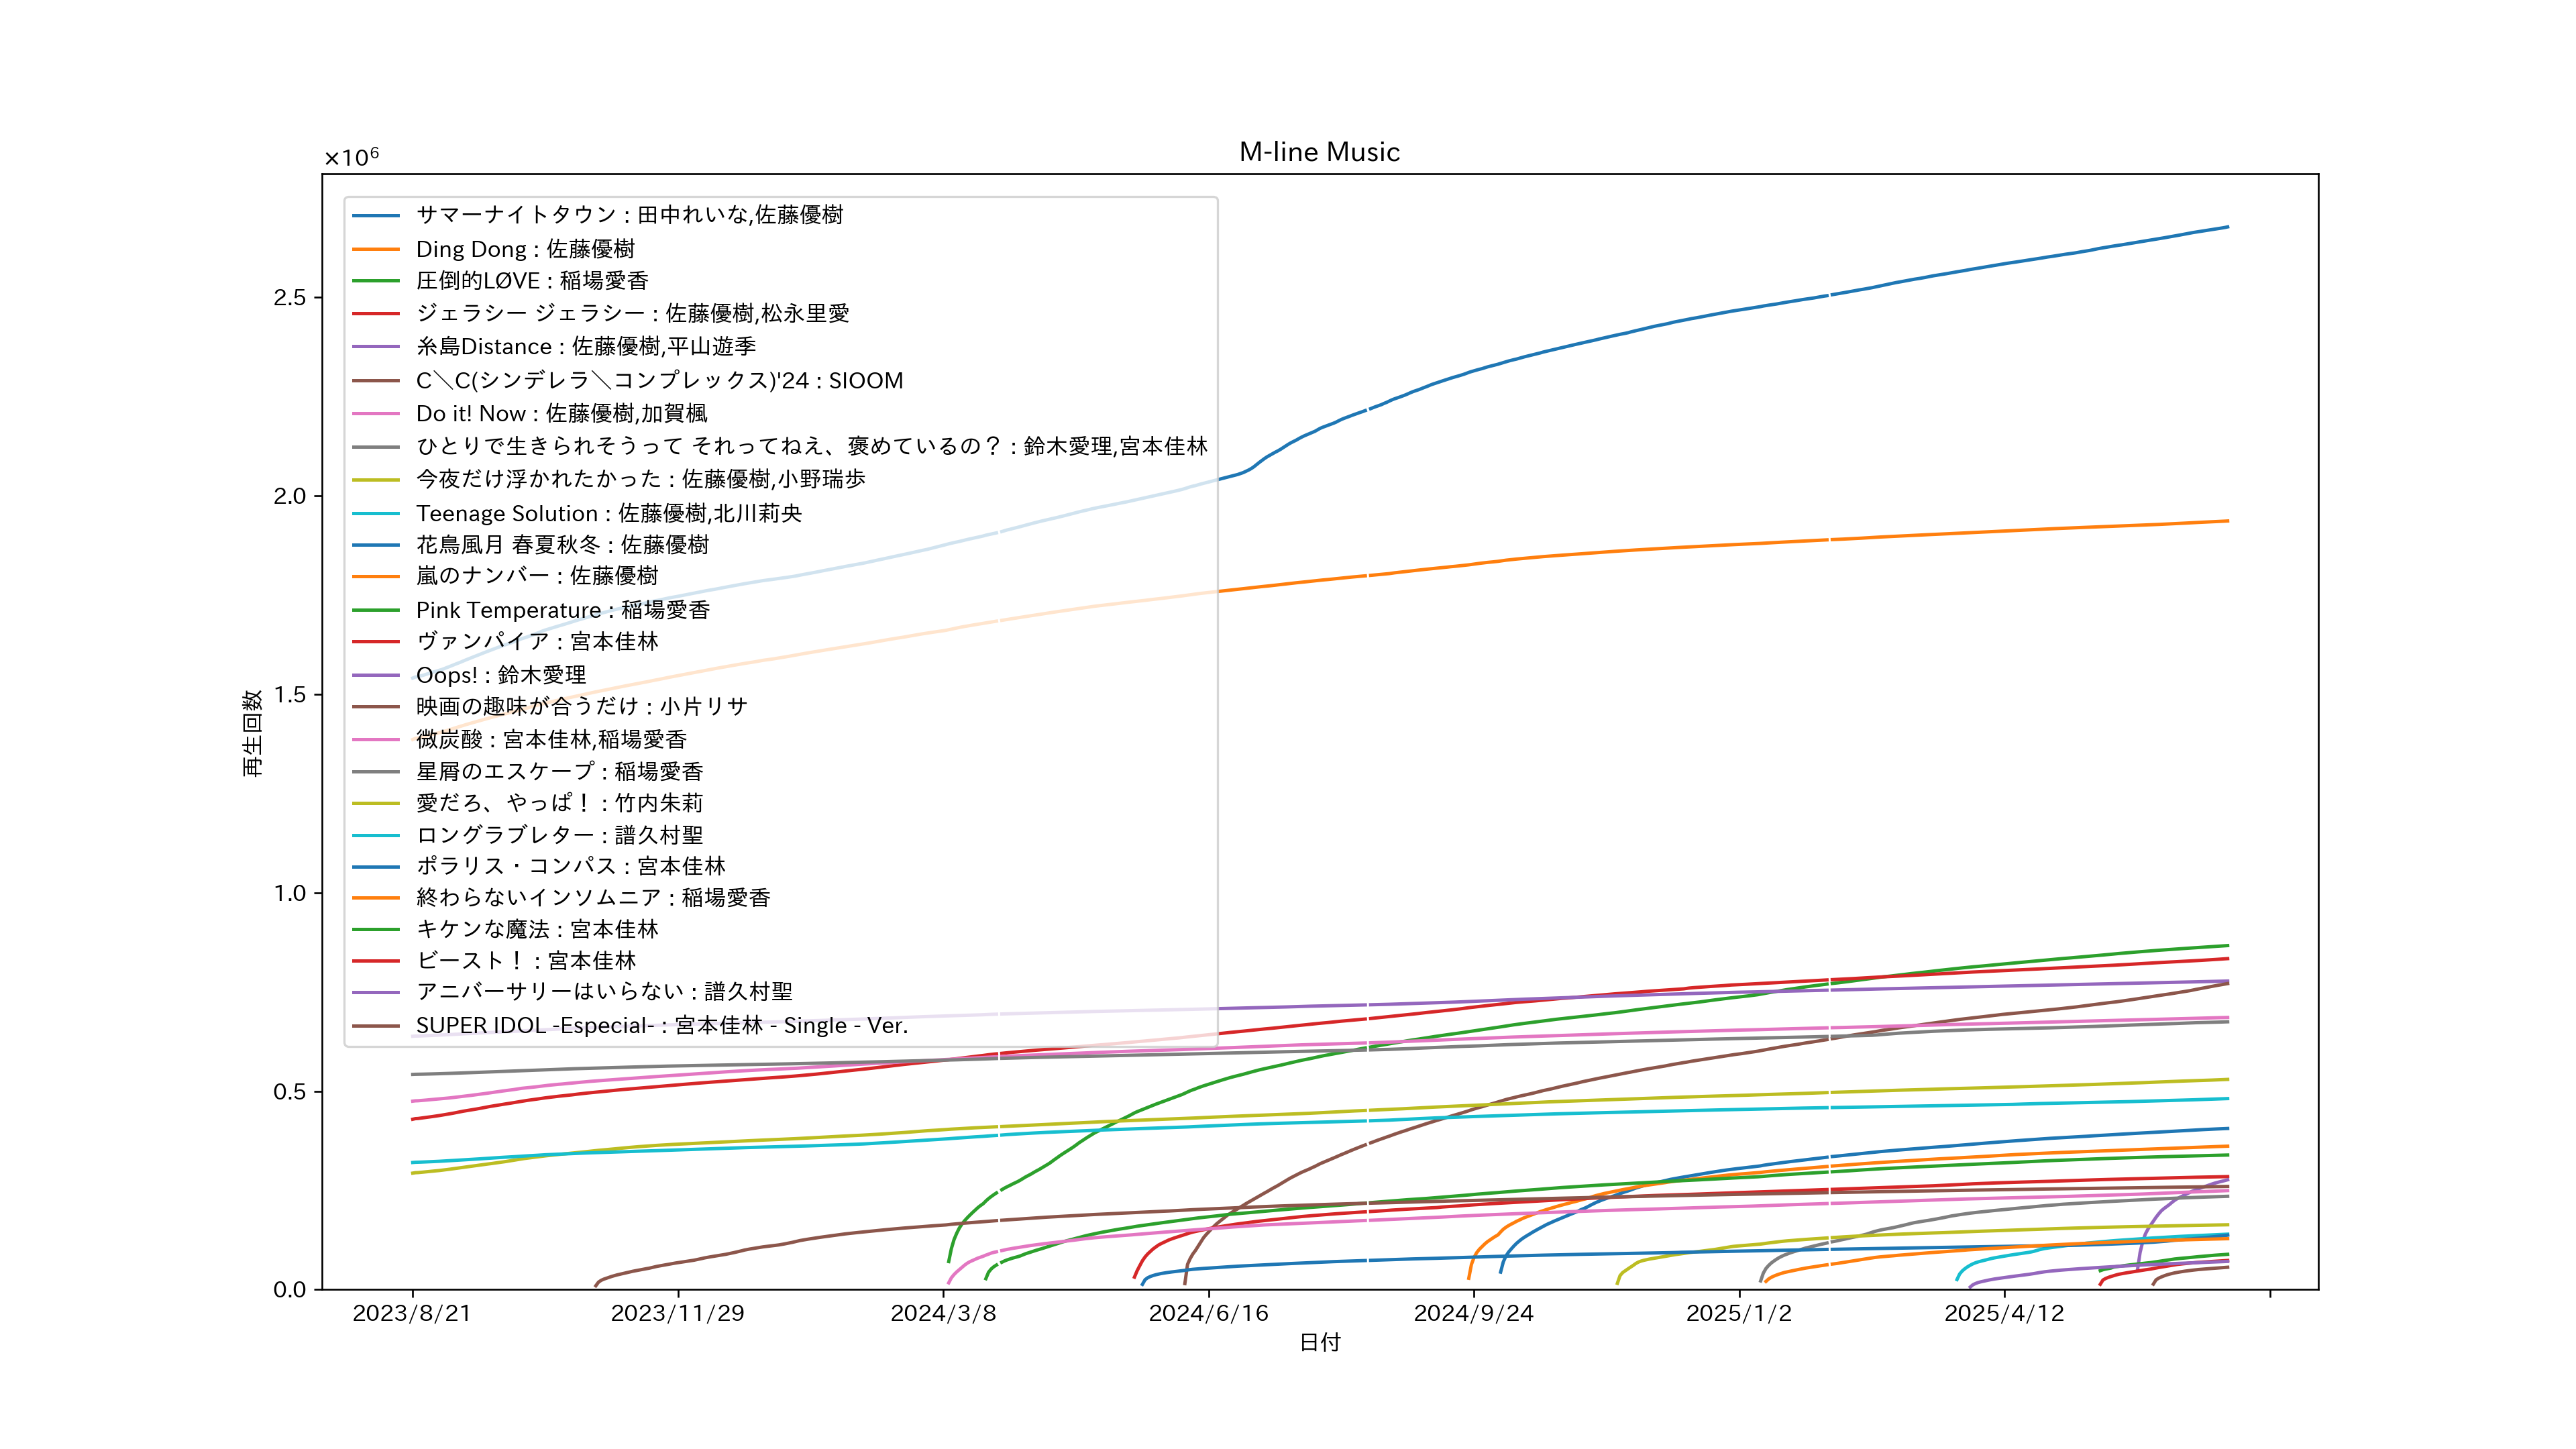 M-line Music
×10⁶
サマーナイトタウン : 田中れいな,佐藤優樹
Ding Dong : 佐藤優樹
圧倒的LØVE : 稲場愛香
ジェラシー ジェラシー : 佐藤優樹,松永里愛
糸島Distance : 佐藤優樹,平山遊季
C＼C(シンデレラ＼コンプレックス)'24 : SIOOM
Do it! Now : 佐藤優樹,加賀楓
ひとりで生きられそうって それってねえ、褒めているの？ : 鈴木愛理,宮本佳林
今夜だけ浮かれたかった : 佐藤優樹,小野瑞歩
Teenage Solution : 佐藤優樹,北川莉央
花鳥風月 春夏秋冬 : 佐藤優樹
嵐のナンバー : 佐藤優樹
Pink Temperature : 稲場愛香
ヴァンパイア : 宮本佳林
Oops! : 鈴木愛理
映画の趣味が合うだけ : 小片リサ
微炭酸 : 宮本佳林,稲場愛香
星屑のエスケープ : 稲場愛香
愛だろ、やっぱ！ : 竹内朱莉
ロングラブレター : 譜久村聖
ポラリス・コンパス : 宮本佳林
終わらないインソムニア : 稲場愛香
キケンな魔法 : 宮本佳林
ビースト！ : 宮本佳林
アニバーサリーはいらない : 譜久村聖
SUPER IDOL -Especial- : 宮本佳林 - Single - Ver.
2.5
2.0
1.5
1.0
0.5
0.0
再生回数
2023/8/21
2023/11/29
2024/3/8
2024/6/16
2024/9/24
2025/1/2
2025/4/12
日付